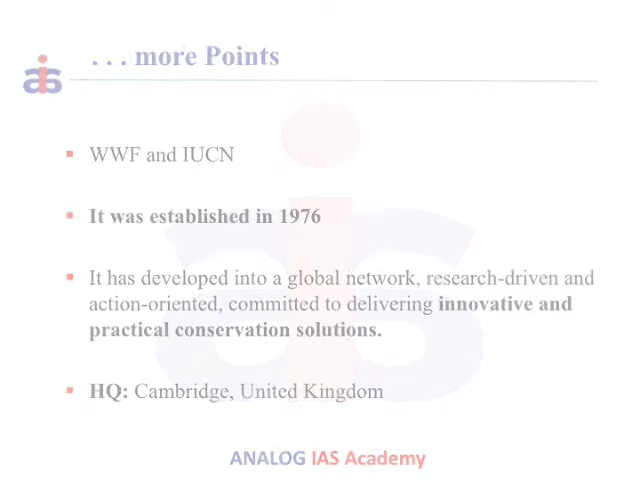 . . . more Points
ais
WWF and IUCN
It was established in 1976
It has developed into a global network, research-driven and
action-oriented, committed to delivering innovative and
practical conservation solutions.
HQ: Cambridge, United Kingdom
ANALOG IAS Academy